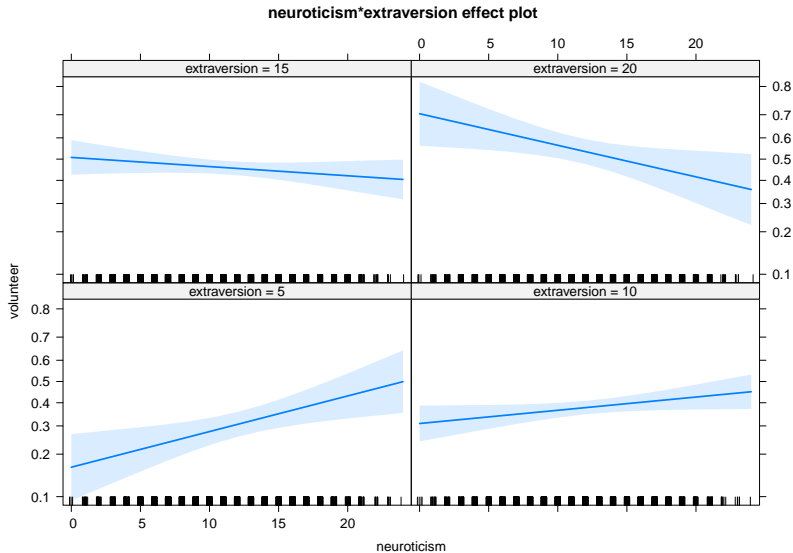 neuroticism*extraversion effect plot
0 5 10 15 20
extraversion = 15 extraversion = 20
0.8
0.7
0.6
0.5
0.4
0.3
0.2
0.1
volunteer
extraversion = 5 extraversion = 10
0.8
0.7
0.6
0.5
0.4
0.3
0.2
0.1
0 5 10 15 20
neuroticism